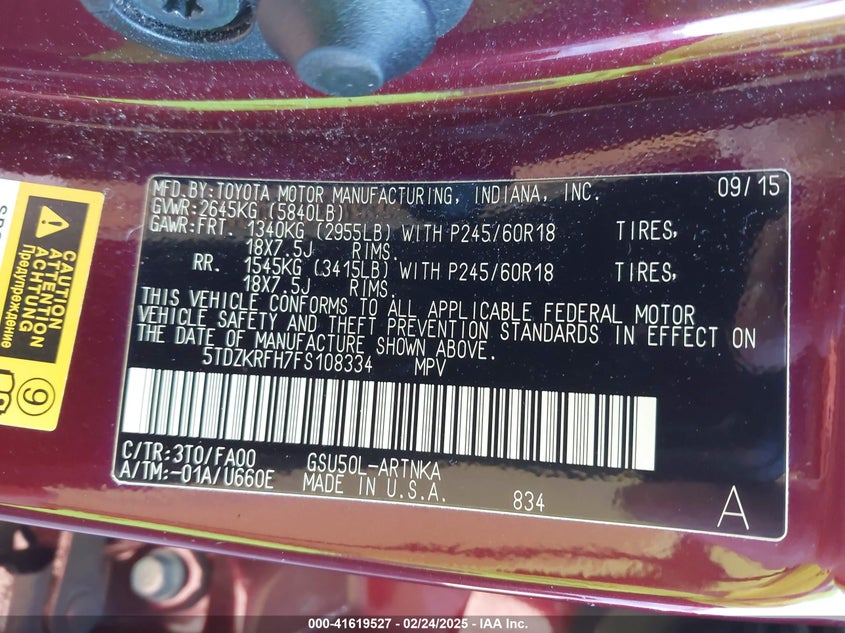 MFD.BY:TOYOTA MOTOR MANUFACTURING, INDIANA, INC. 09/15
GVWR:2645KG (5840LB)
GAWR:FRT. 1340KG (2955LB) WITH P245/60R18 TIRES,
18X7.5J RIMS.
RR. 1545KG (3415LB) WITH P245/60R18 TIRES,
18X7.5J RIMS.
THIS VEHICLE CONFORMS TO ALL APPLICABLE FEDERAL MOTOR
VEHICLE SAFETY AND THEFT PREVENTION STANDARDS IN EFFECT ON
THE DATE OF MANUFACTURE SHOWN ABOVE.
5TDZKRFH7FS108334 MPV
C/TR:3T0/FA00 GSU50L-ARTNKA
A/TM:-01A/U660E MADE IN U.S.A. 834 A
CAUTION
ATTENTION
ACHTUNG
Предупреждение
9
000-41619527 - 02/24/2025 - IAA Inc.